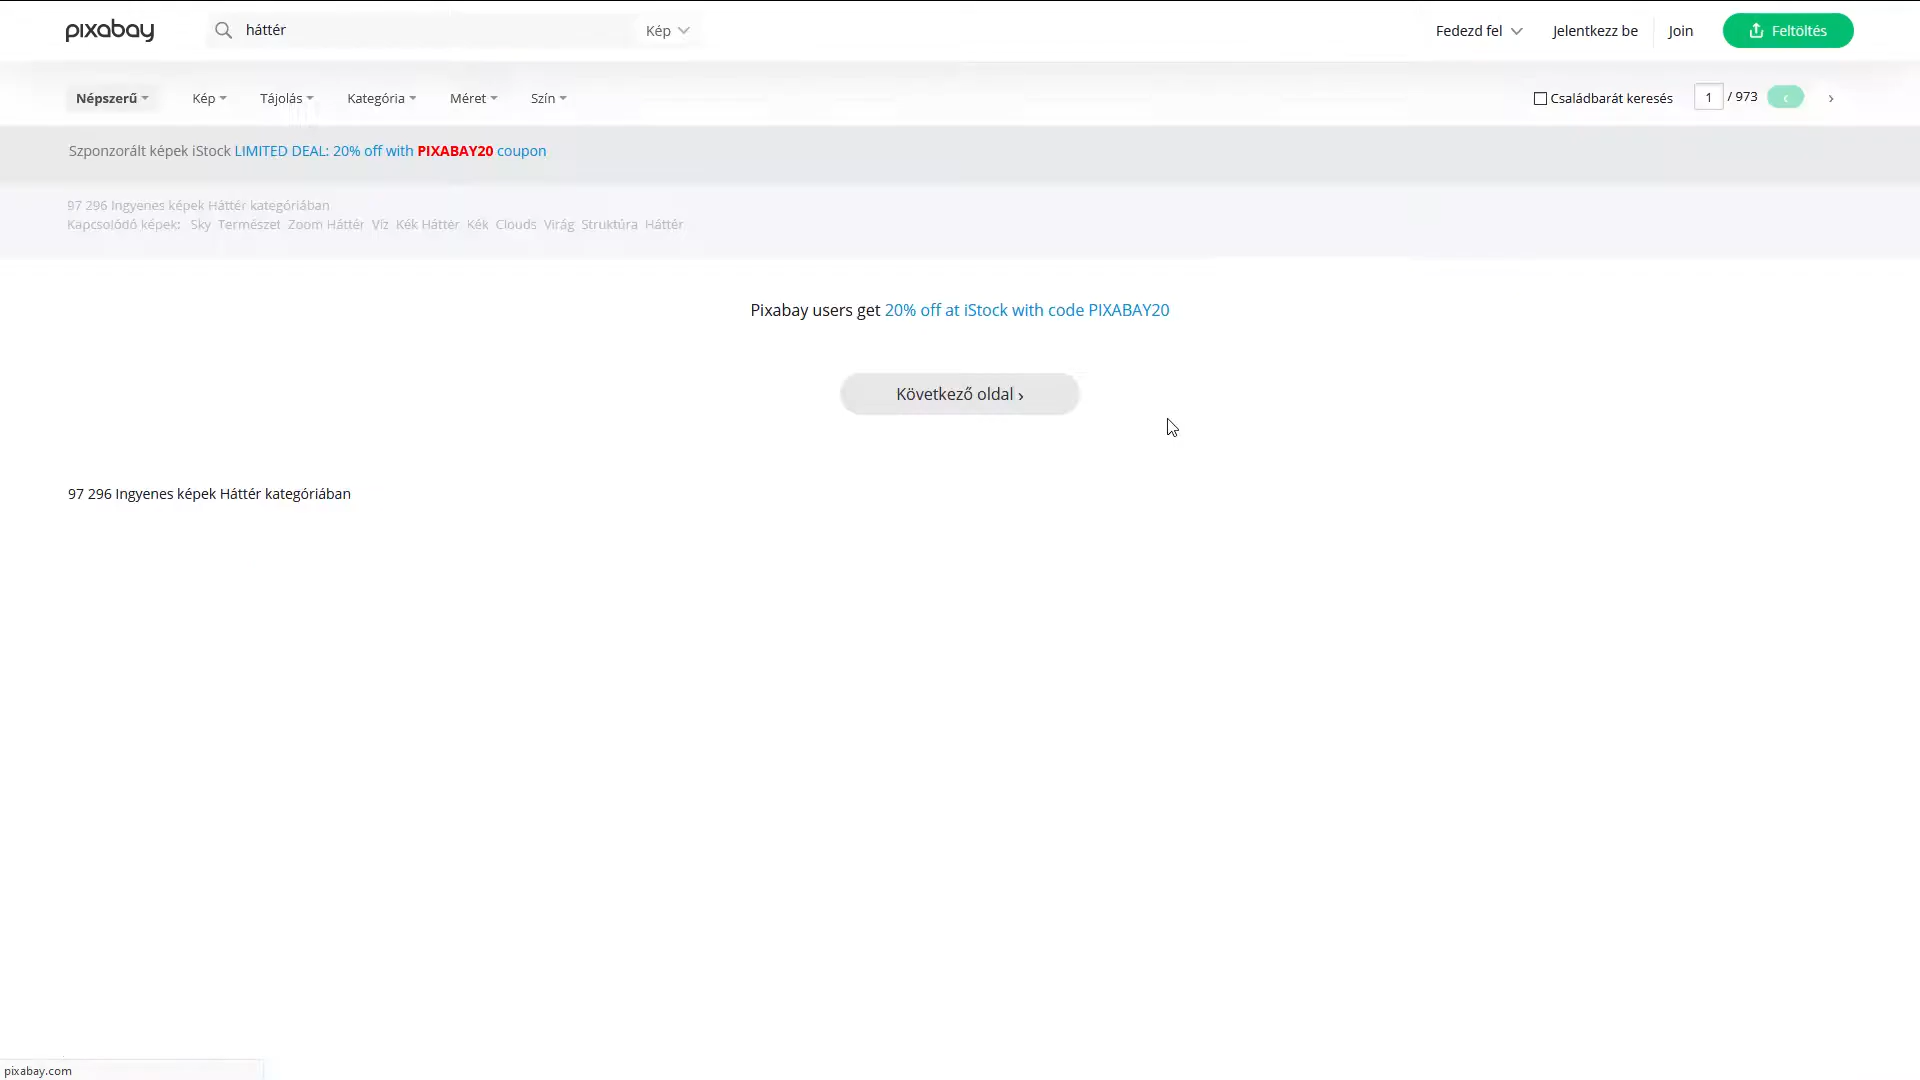 pixabay
háttér
Kép
Fedezd fel
Jelentkezz be
Join
Feltöltés
Népszerű
Kép
Tájolás
Kategória
Méret
Szín
Családbarát keresés
1 / 973
‹
›
Szponzorált képek iStock LIMITED DEAL: 20% off with PIXABAY20 coupon
97 296 Ingyenes képek Háttér kategóriában
Kapcsolódó képek: Sky Természet Zoom Háttér Víz Kék Háttér Kék Clouds Virág Struktúra Háttér
Pixabay users get 20% off at iStock with code PIXABAY20
Következő oldal ›
97 296 Ingyenes képek Háttér kategóriában
pixabay.com